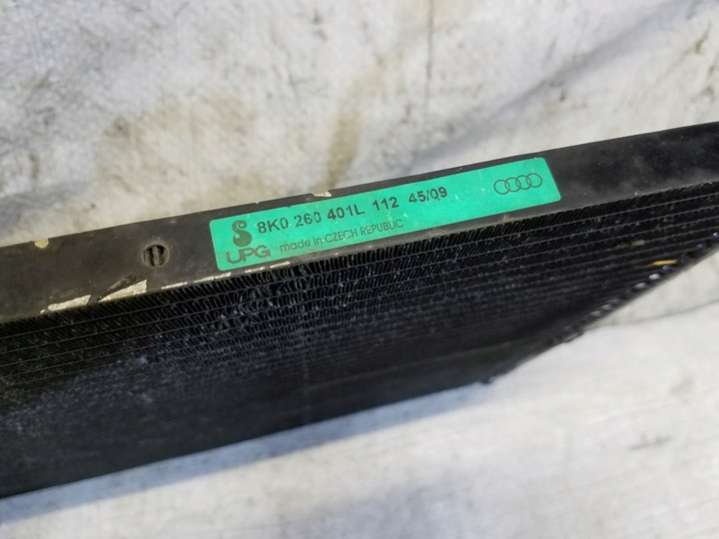 8K0 260 401L 112 45/09
UPG made in CZECH REPUBLIC